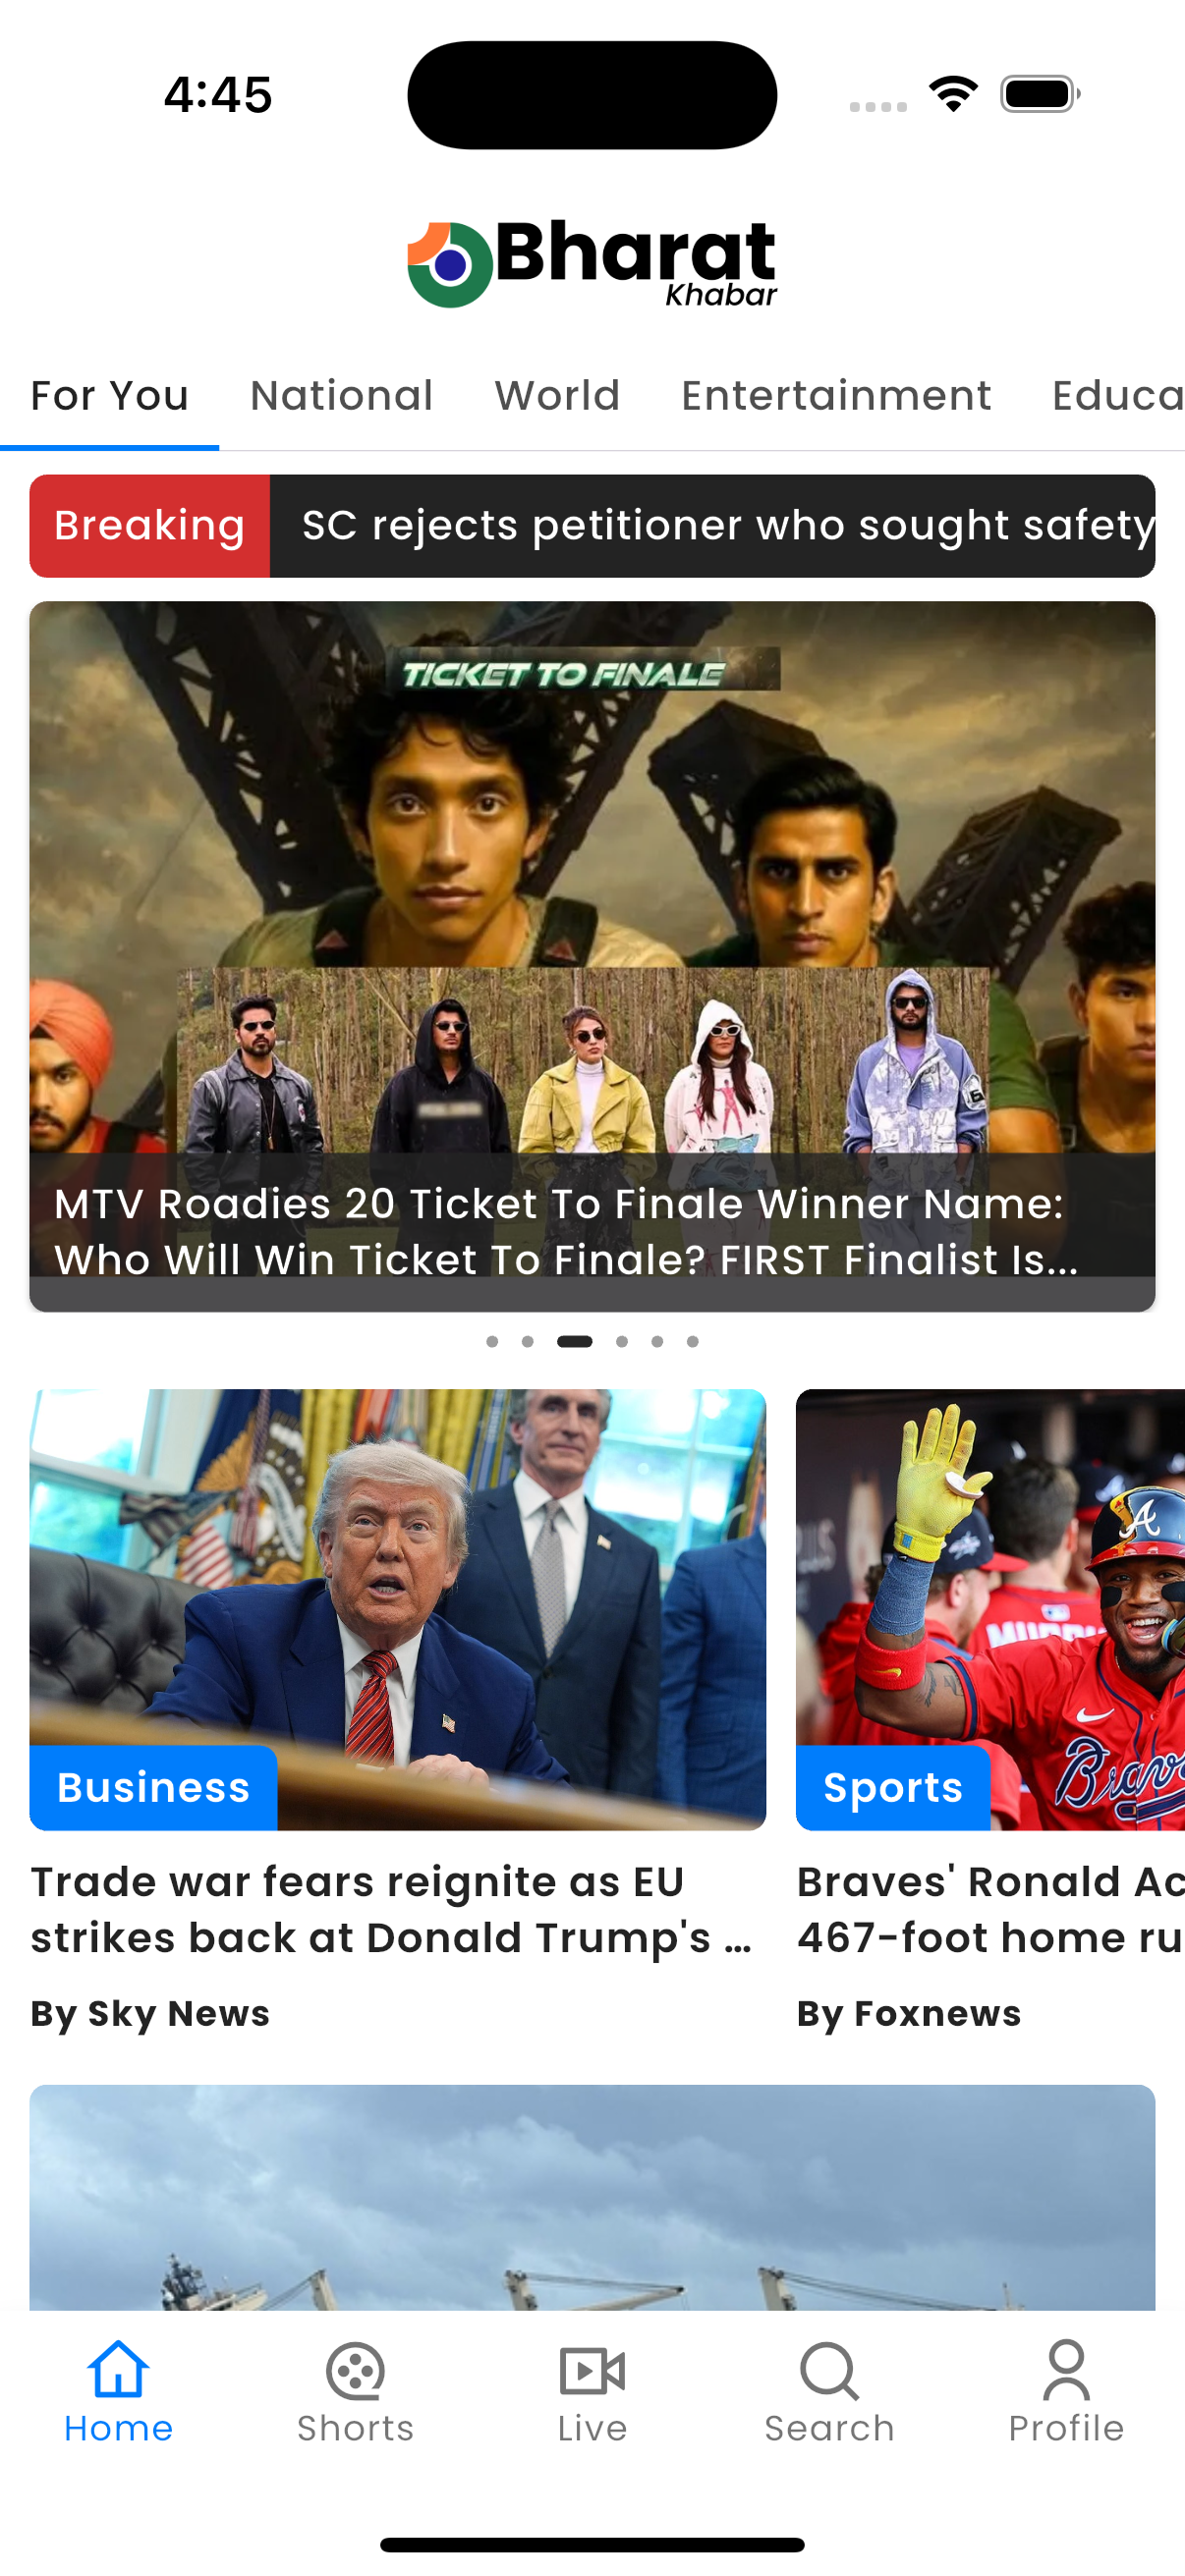 4:45
Bharat
Khabar
For You National World Entertainment Educa
Breaking SC rejects petitioner who sought safety
TICKET TO FINALE
MTV Roadies 20 Ticket To Finale Winner Name:
Who Will Win Ticket To Finale? FIRST Finalist Is...
Business
Sports
Trade war fears reignite as EU
strikes back at Donald Trump's ...
By Sky News
Braves' Ronald Ac
467-foot home ru
By Foxnews
Home Shorts Live Search Profile